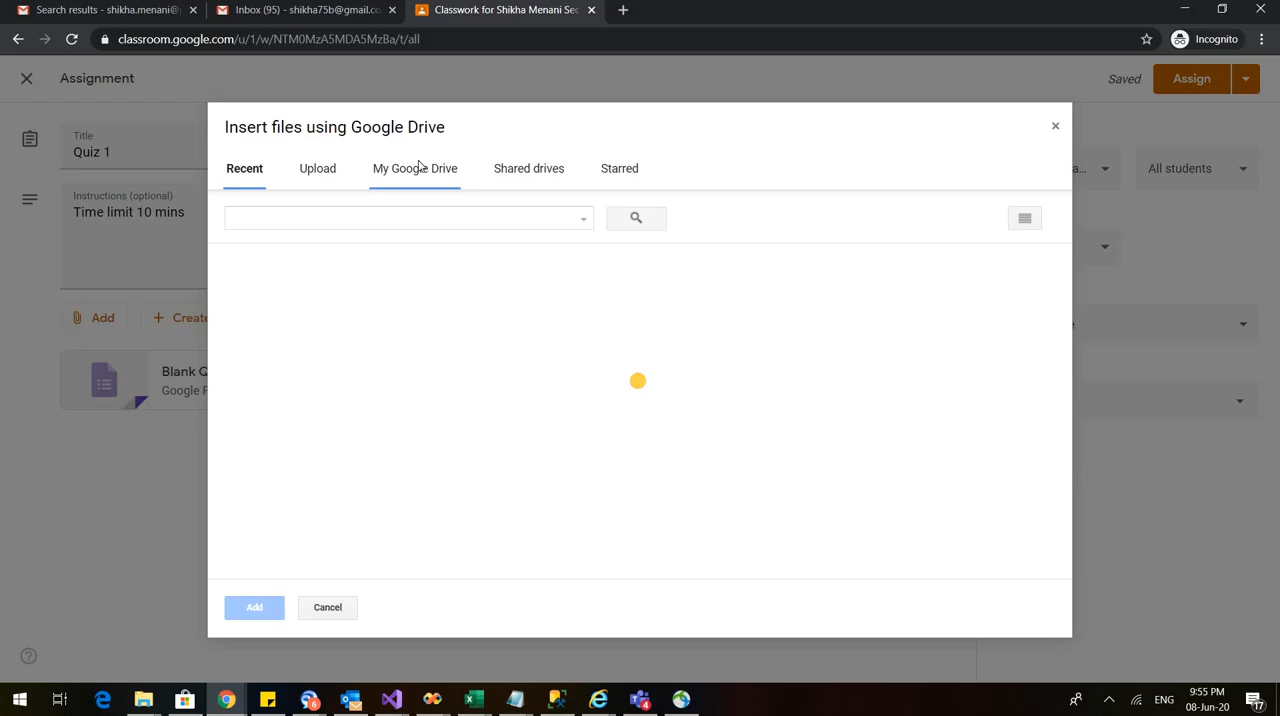 Search results - shikha.menani@
Inbox (95) - shikha75b@gmail.co
Classwork for Shikha Menani Sec
classroom.google.com/u/1/w/NTM0MzA5MDA5MzBa/t/all
Incognito
Assignment
Saved
Assign
Insert files using Google Drive
Title
Quiz 1
Recent
Upload
My Google Drive
Shared drives
Starred
a...
All students
Instructions (optional)
Time limit 10 mins
Add
Create
e
Blank Q
Google F
Add
Cancel
6
4
ENG
9:55 PM
08-Jun-20
17